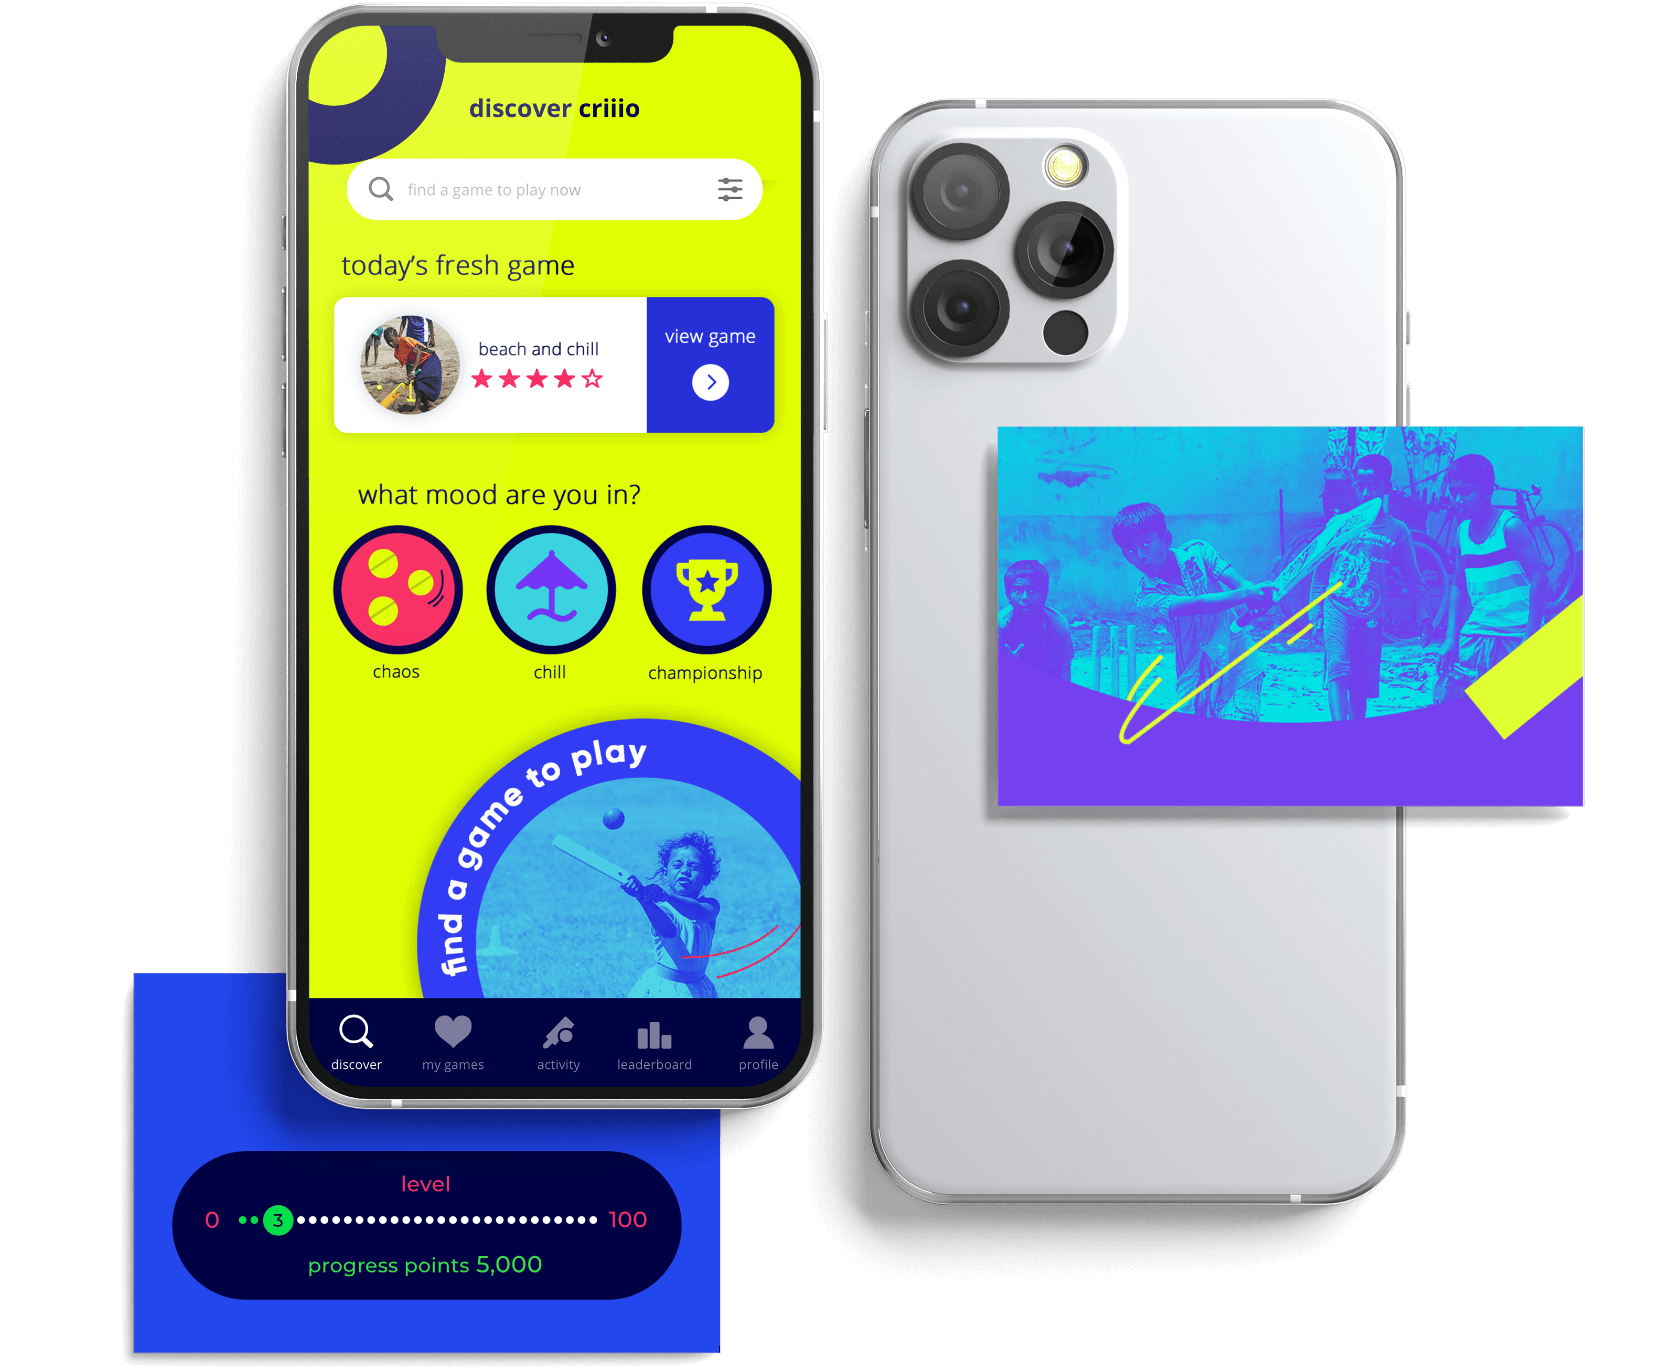 discover criiio
find a game to play now
today's fresh game
beach and chill
view game
what mood are you in?
chaos
chill
championship
find a game to play
discover
my games
activity
leaderboard
profile
level
0
3
100
progress points 5,000